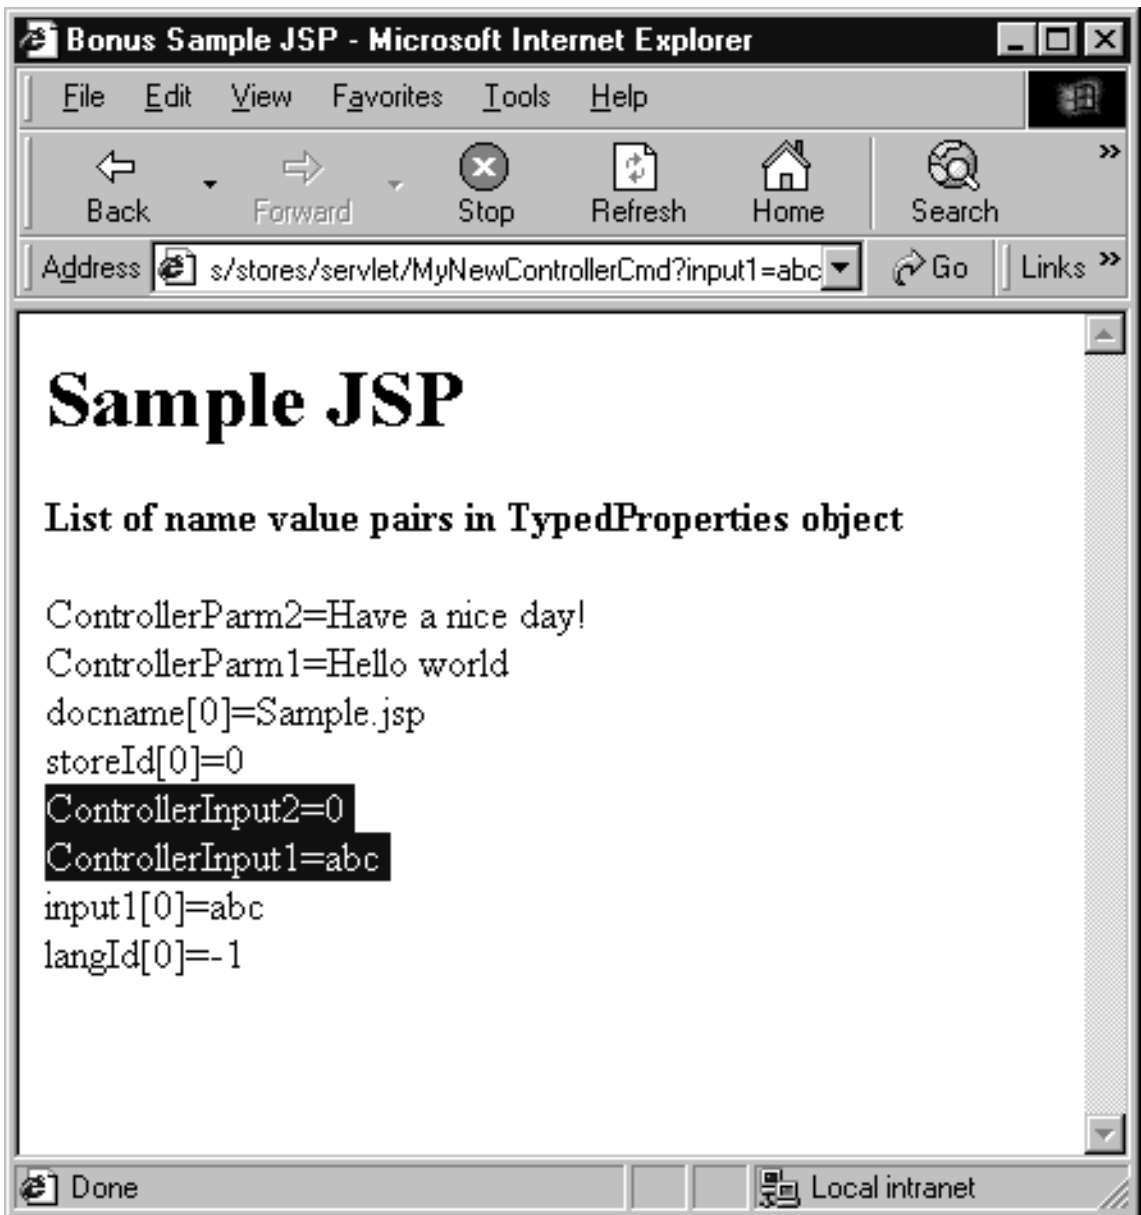 Bonus Sample JSP - Microsoft Internet Explorer
File Edit View Favorites Tools Help
Back Forward Stop Refresh Home Search »
Address s/stores/servlet/MyNewControllerCmd?input1=abc Go Links »
Sample JSP
List of name value pairs in TypedProperties object
ControllerParm2=Have a nice day!
ControllerParm1=Hello world
docname[0]=Sample.jsp
storeId[0]=0
ControllerInput2=0
ControllerInput1=abc
input1[0]=abc
langId[0]=-1
Done Local intranet